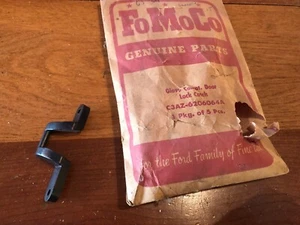 FoMoCo
GENUINE PARTS
Glove Compt. Door
Lock Catch
C3AZ-6206064A
1 Pkg. of 5 Pcs.
for the Ford Family of Fine